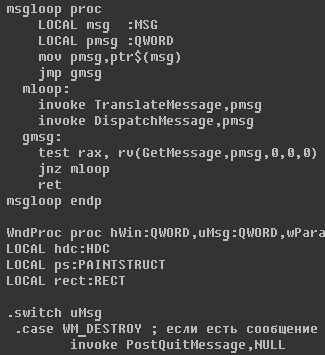 msgloop proc
LOCAL msg :MSG
LOCAL pmsg :QWORD
mov pmsg,ptr$(msg)
jmp gmsg
mloop:
invoke TranslateMessage,pmsg
invoke DispatchMessage,pmsg
gmsg:
test rax, rv(GetMessage,pmsg,0,0,0)
jnz mloop
ret
msgloop endp
WndProc proc hWin:QWORD,uMsg:QWORD,wPara
LOCAL hdc:HDC
LOCAL ps:PAINTSTRUCT
LOCAL rect:RECT
.switch uMsg
.case WM_DESTROY ; если есть сообщение
invoke PostQuitMessage,NULL